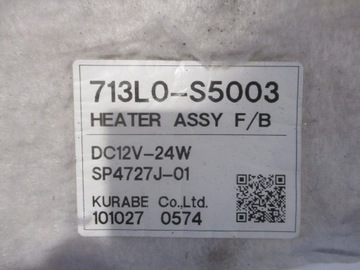 713L0-S5003
HEATER ASSY F/B
DC12V-24W
SP4727J-01
KURABE Co.,Ltd.
101027 0574